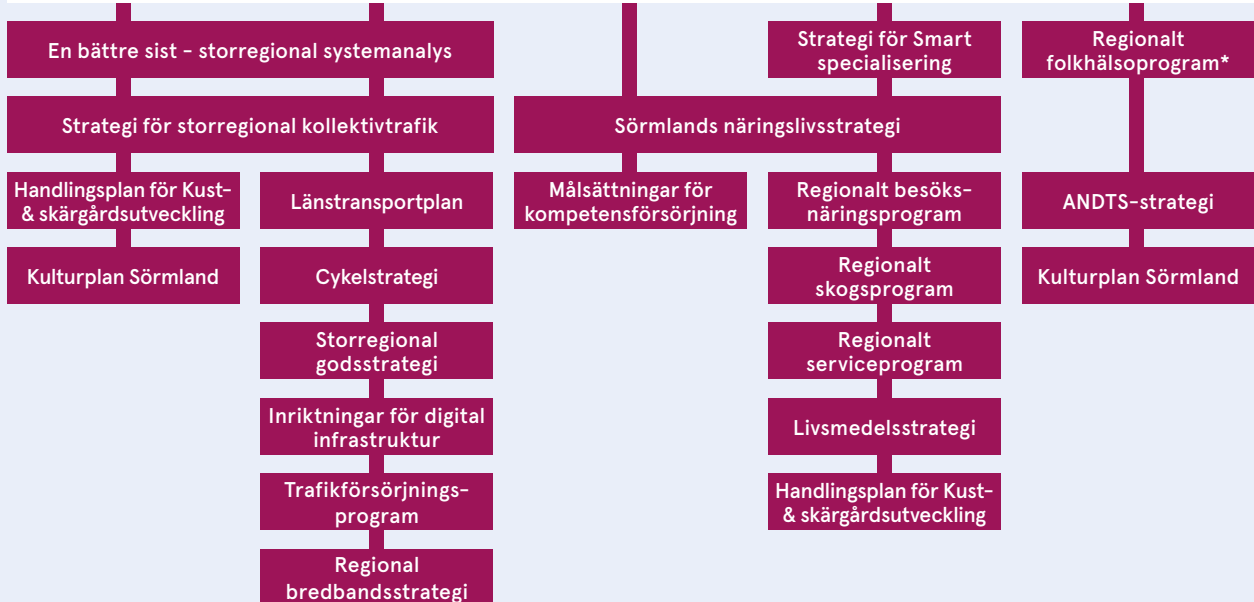 En bättre sist - storregional systemanalys
Strategi för Smart
specialisering
Regionalt
folkhälsoprogram*
Strategi för storregional kollektivtrafik
Sörmlands näringslivsstrategi
Handlingsplan för Kust-
& skärgårdsutveckling
Länstransportplan
Målsättningar för
kompetensförsörjning
Regionalt besöks-
näringsprogram
ANDTS-strategi
Kulturplan Sörmland
Cykelstrategi
Regionalt
skogsprogram
Kulturplan Sörmland
Storregional
godsstrategi
Regionalt
serviceprogram
Inriktningar för digital
infrastruktur
Livsmedelsstrategi
Trafikförsörjnings-
program
Handlingsplan för Kust-
& skärgårdsutveckling
Regional
bredbandsstrategi